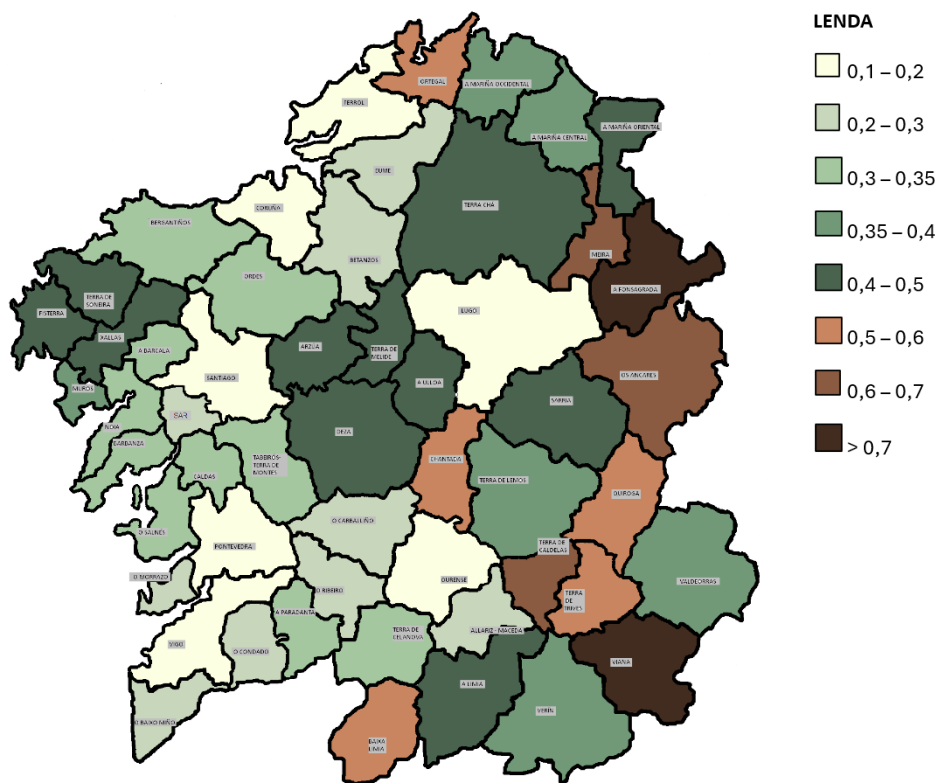 LENDA
0,1 – 0,2
0,2 – 0,3
0,3 – 0,35
0,35 – 0,4
0,4 – 0,5
0,5 – 0,6
0,6 – 0,7
> 0,7
ORTEGAL
A MARIÑA OCCIDENTAL
FERROL
A MARIÑA ORIENTAL
A MARIÑA CENTRAL
EUME
TERRA CHÁ
CORUÑA
BERGANTIÑOS
BETANZOS
MEIRA
ORDES
A FONSAGRADA
TERRA DE
SONEIRA
FISTERRA
LUGO
XALLAS
ARZÚA
TERRA DE
MELIDE
A BARCALA
OS ANCARES
SANTIAGO
A ULLOA
MUROS
SARRIA
SAR
NOIA
DEZA
BARBANZA
TABEIRÓS-
TERRA DE
MONTES
CHANTADA
CALDAS
TERRA DE LEMOS
QUIROGA
O CARBALLIÑO
O SALNÉS
PONTEVEDRA
TERRA DE
CALDELAS
O MORRAZO
OURENSE
VALDEORRAS
O RIBEIRO
TERRA
DE
TRIVES
A PARADANTA
TERRA DE
CELANOVA
ALLARIZ - MACEDA
VIGO
O CONDADO
VIANA
A LIMIA
VERÍN
O BAIXO MIÑO
BAIXA
LIMIA